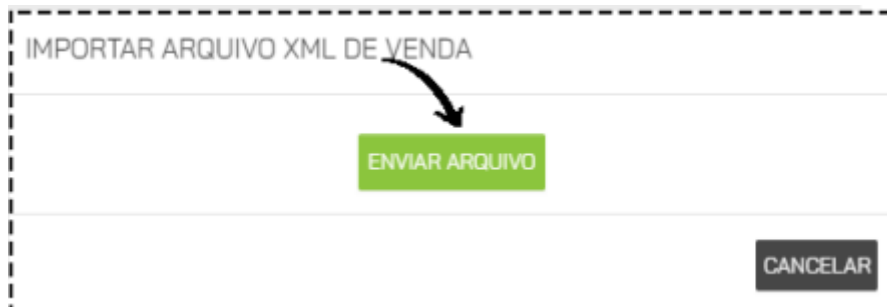 IMPORTAR ARQUIVO XML DE VENDA
ENVIAR ARQUIVO
CANCELAR